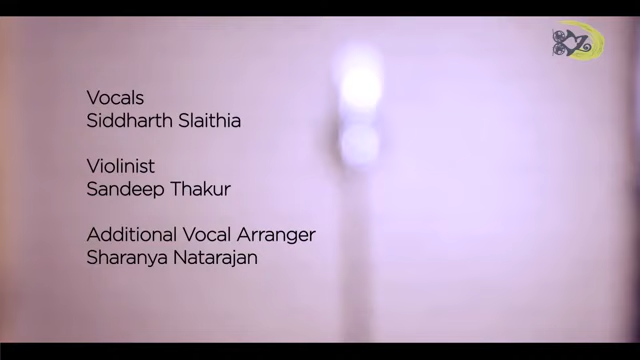 Vocals
Siddharth Slaithia
Violinist
Sandeep Thakur
Additional Vocal Arranger
Sharanya Natarajan